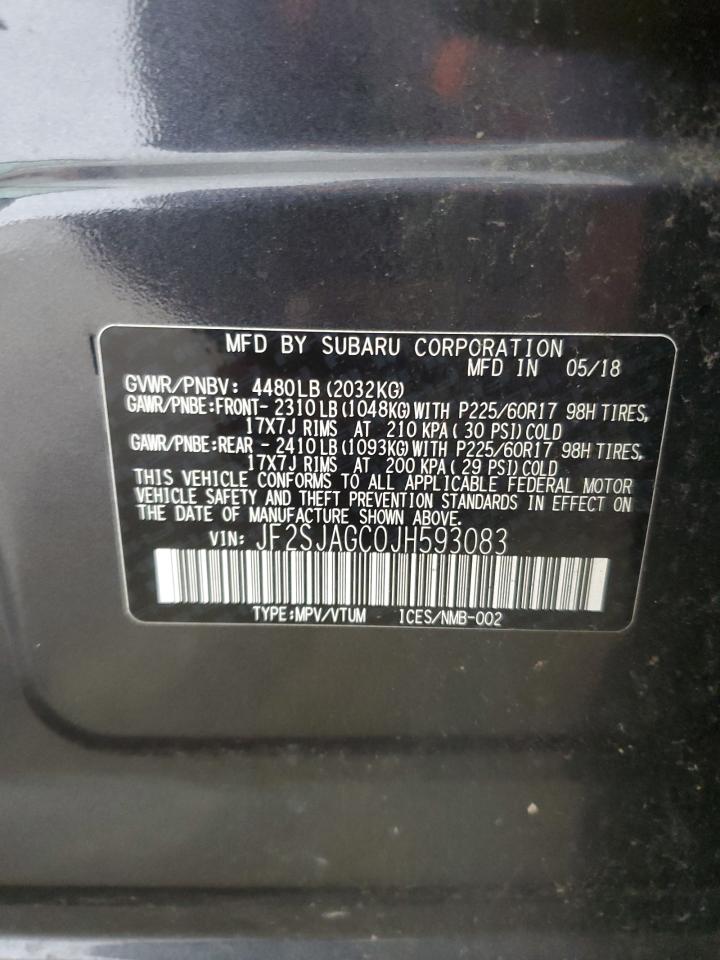 MFD BY SUBARU CORPORATION
MFD IN 05/18
GVWR/PNBV: 4480LB (2032KG)
GAWR/PNBE:FRONT- 2310LB (1048KG) WITH P225/60R17 98H TIRES,
17X7J RIMS AT 210 KPA ( 30 PSI) COLD
GAWR/PNBE:REAR - 2410LB (1093KG) WITH P225/60R17 98H TIRES,
17X7J RIMS AT 200 KPA ( 29 PSI) COLD
THIS VEHICLE CONFORMS TO ALL APPLICABLE FEDERAL MOTOR
VEHICLE SAFETY AND THEFT PREVENTION STANDARDS IN EFFECT ON
THE DATE OF MANUFACTURE SHOWN ABOVE.
VIN: JF2SJAGC0JH593083
TYPE:MPV/VTUM ICES/NMB-002